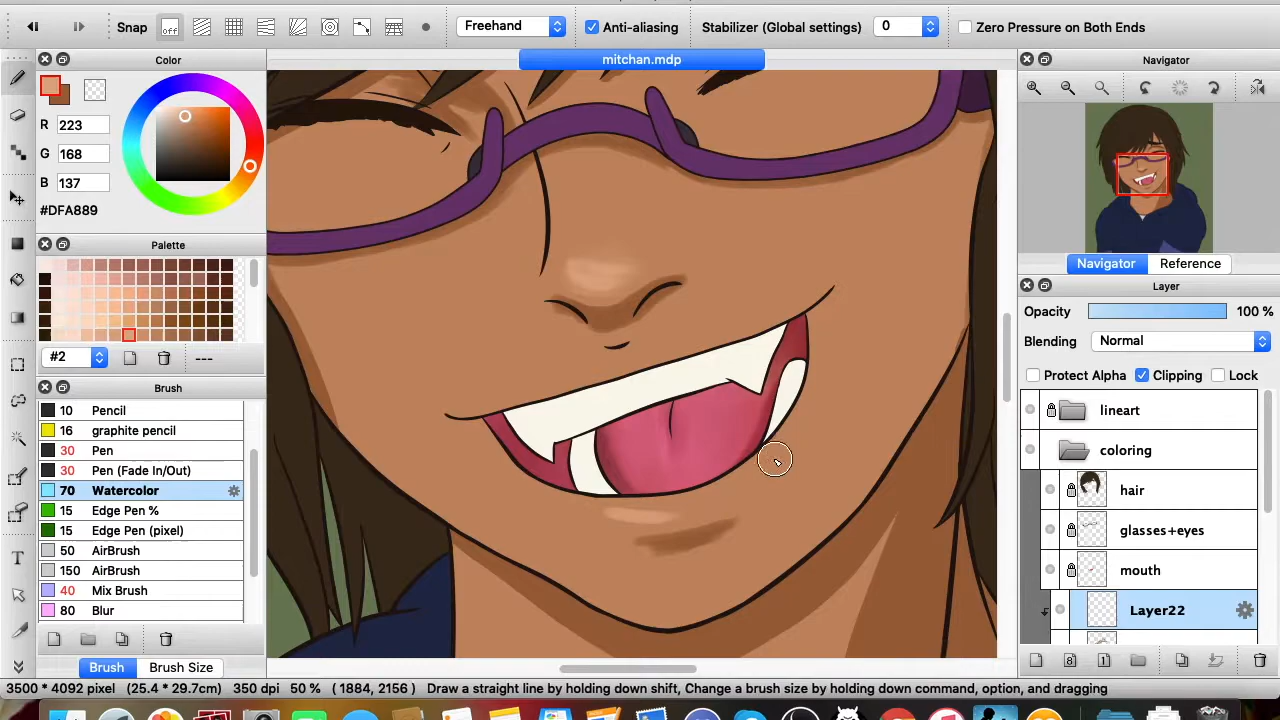 Snap off Freehand Anti-aliasing Stabilizer (Global settings) 0 Zero Pressure on Both Ends
Color
mitchan.mdp
Navigator
R 223
G 168
B 137
#DFA889
Palette
#2 ---
Brush
10 Pencil
16 graphite pencil
30 Pen
30 Pen (Fade In/Out)
70 Watercolor
15 Edge Pen %
15 Edge Pen (pixel)
50 AirBrush
150 AirBrush
40 Mix Brush
80 Blur
Brush Brush Size
Navigator Reference
Layer
Opacity 100 %
Blending Normal
Protect Alpha Clipping Lock
lineart
coloring
hair
glasses+eyes
mouth
Layer22
3500 * 4092 pixel (25.4 * 29.7cm) 350 dpi 50 % (1884, 2156) Draw a straight line by holding down shift, Change a brush size by holding down command, option, and dragging